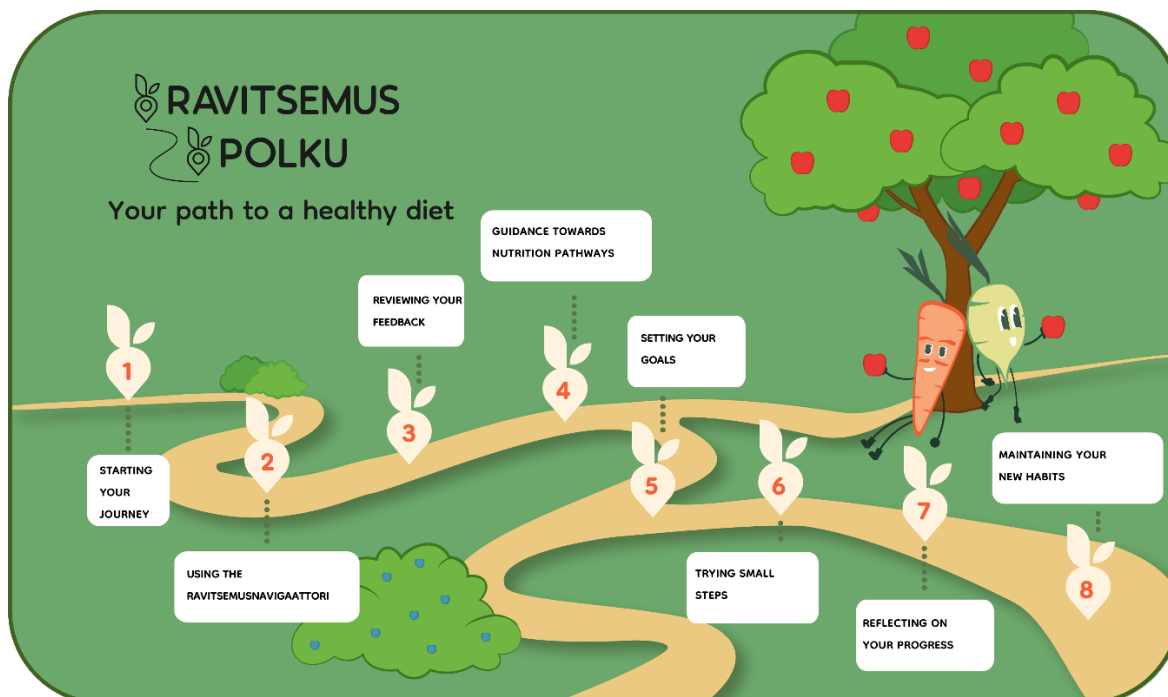 RAVITSEMUS
POLKU
Your path to a healthy diet
1
STARTING
YOUR
JOURNEY
2
USING THE
RAVITSEMUSNAVIGAATTORI
3
REVIEWING YOUR
FEEDBACK
4
GUIDANCE TOWARDS
NUTRITION PATHWAYS
5
SETTING YOUR
GOALS
6
TRYING SMALL
STEPS
7
REFLECTING ON
YOUR PROGRESS
8
MAINTAINING YOUR
NEW HABITS